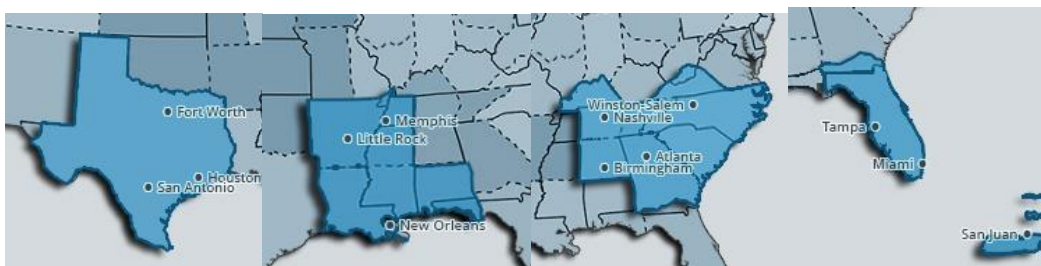 Fort Worth
Houston
San Antonio
Memphis
Little Rock
New Orleans
Winston-Salem
Nashville
Atlanta
Birmingham
Tampa
Miami
San Juan